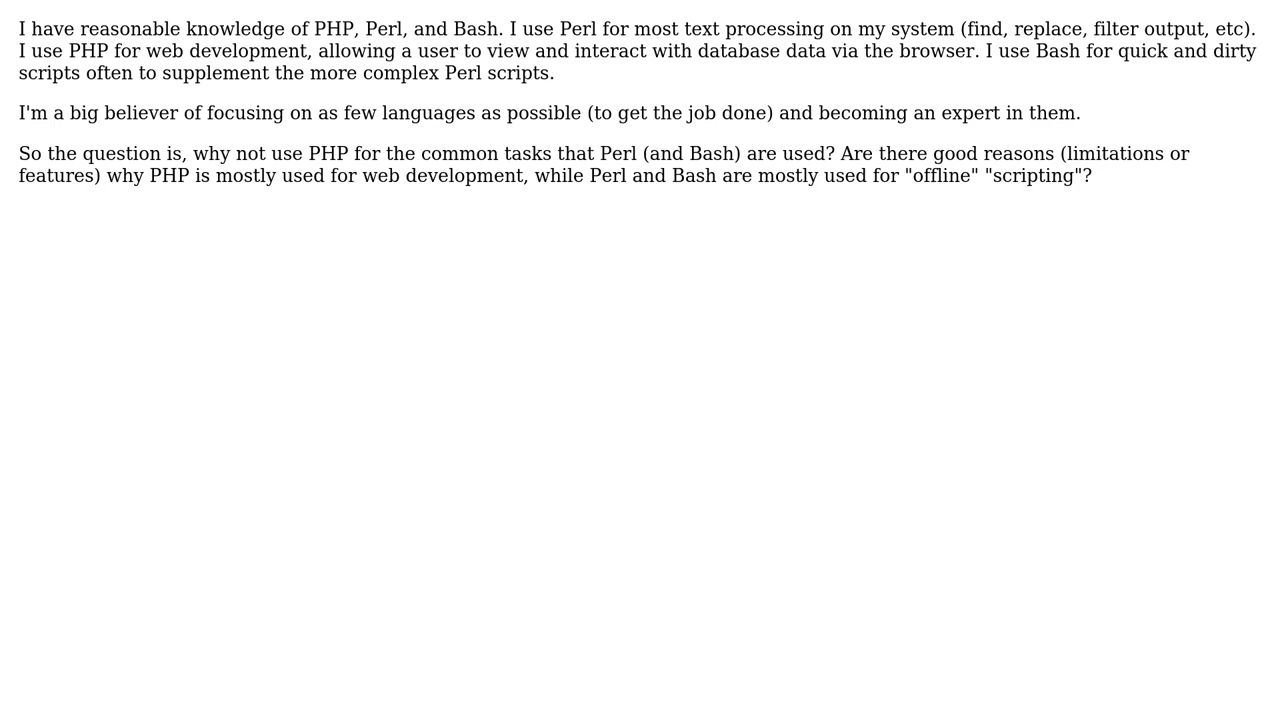 I have reasonable knowledge of PHP, Perl, and Bash. I use Perl for most text processing on my system (find, replace, filter output, etc).
I use PHP for web development, allowing a user to view and interact with database data via the browser. I use Bash for quick and dirty
scripts often to supplement the more complex Perl scripts.
I'm a big believer of focusing on as few languages as possible (to get the job done) and becoming an expert in them.
So the question is, why not use PHP for the common tasks that Perl (and Bash) are used? Are there good reasons (limitations or
features) why PHP is mostly used for web development, while Perl and Bash are mostly used for "offline" "scripting"?